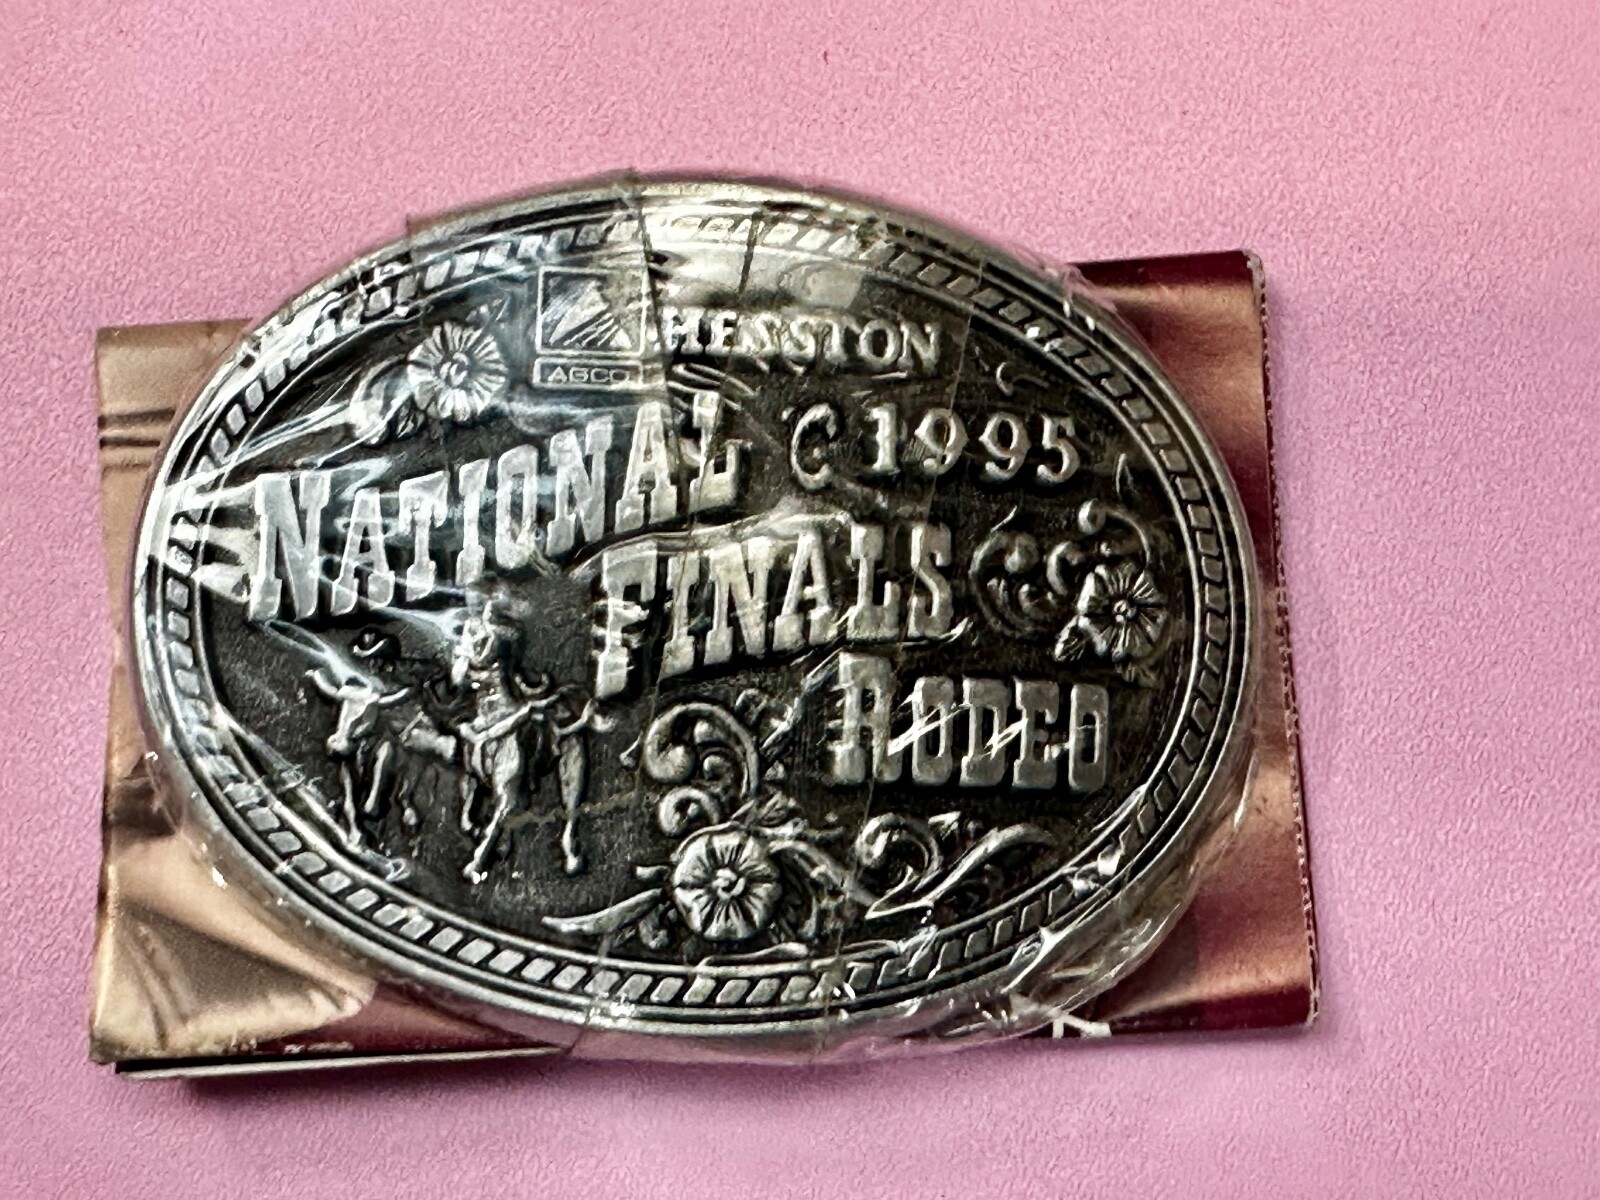 HESSTON
AGCO
NATIONAL 1995
FINALS
RODEO